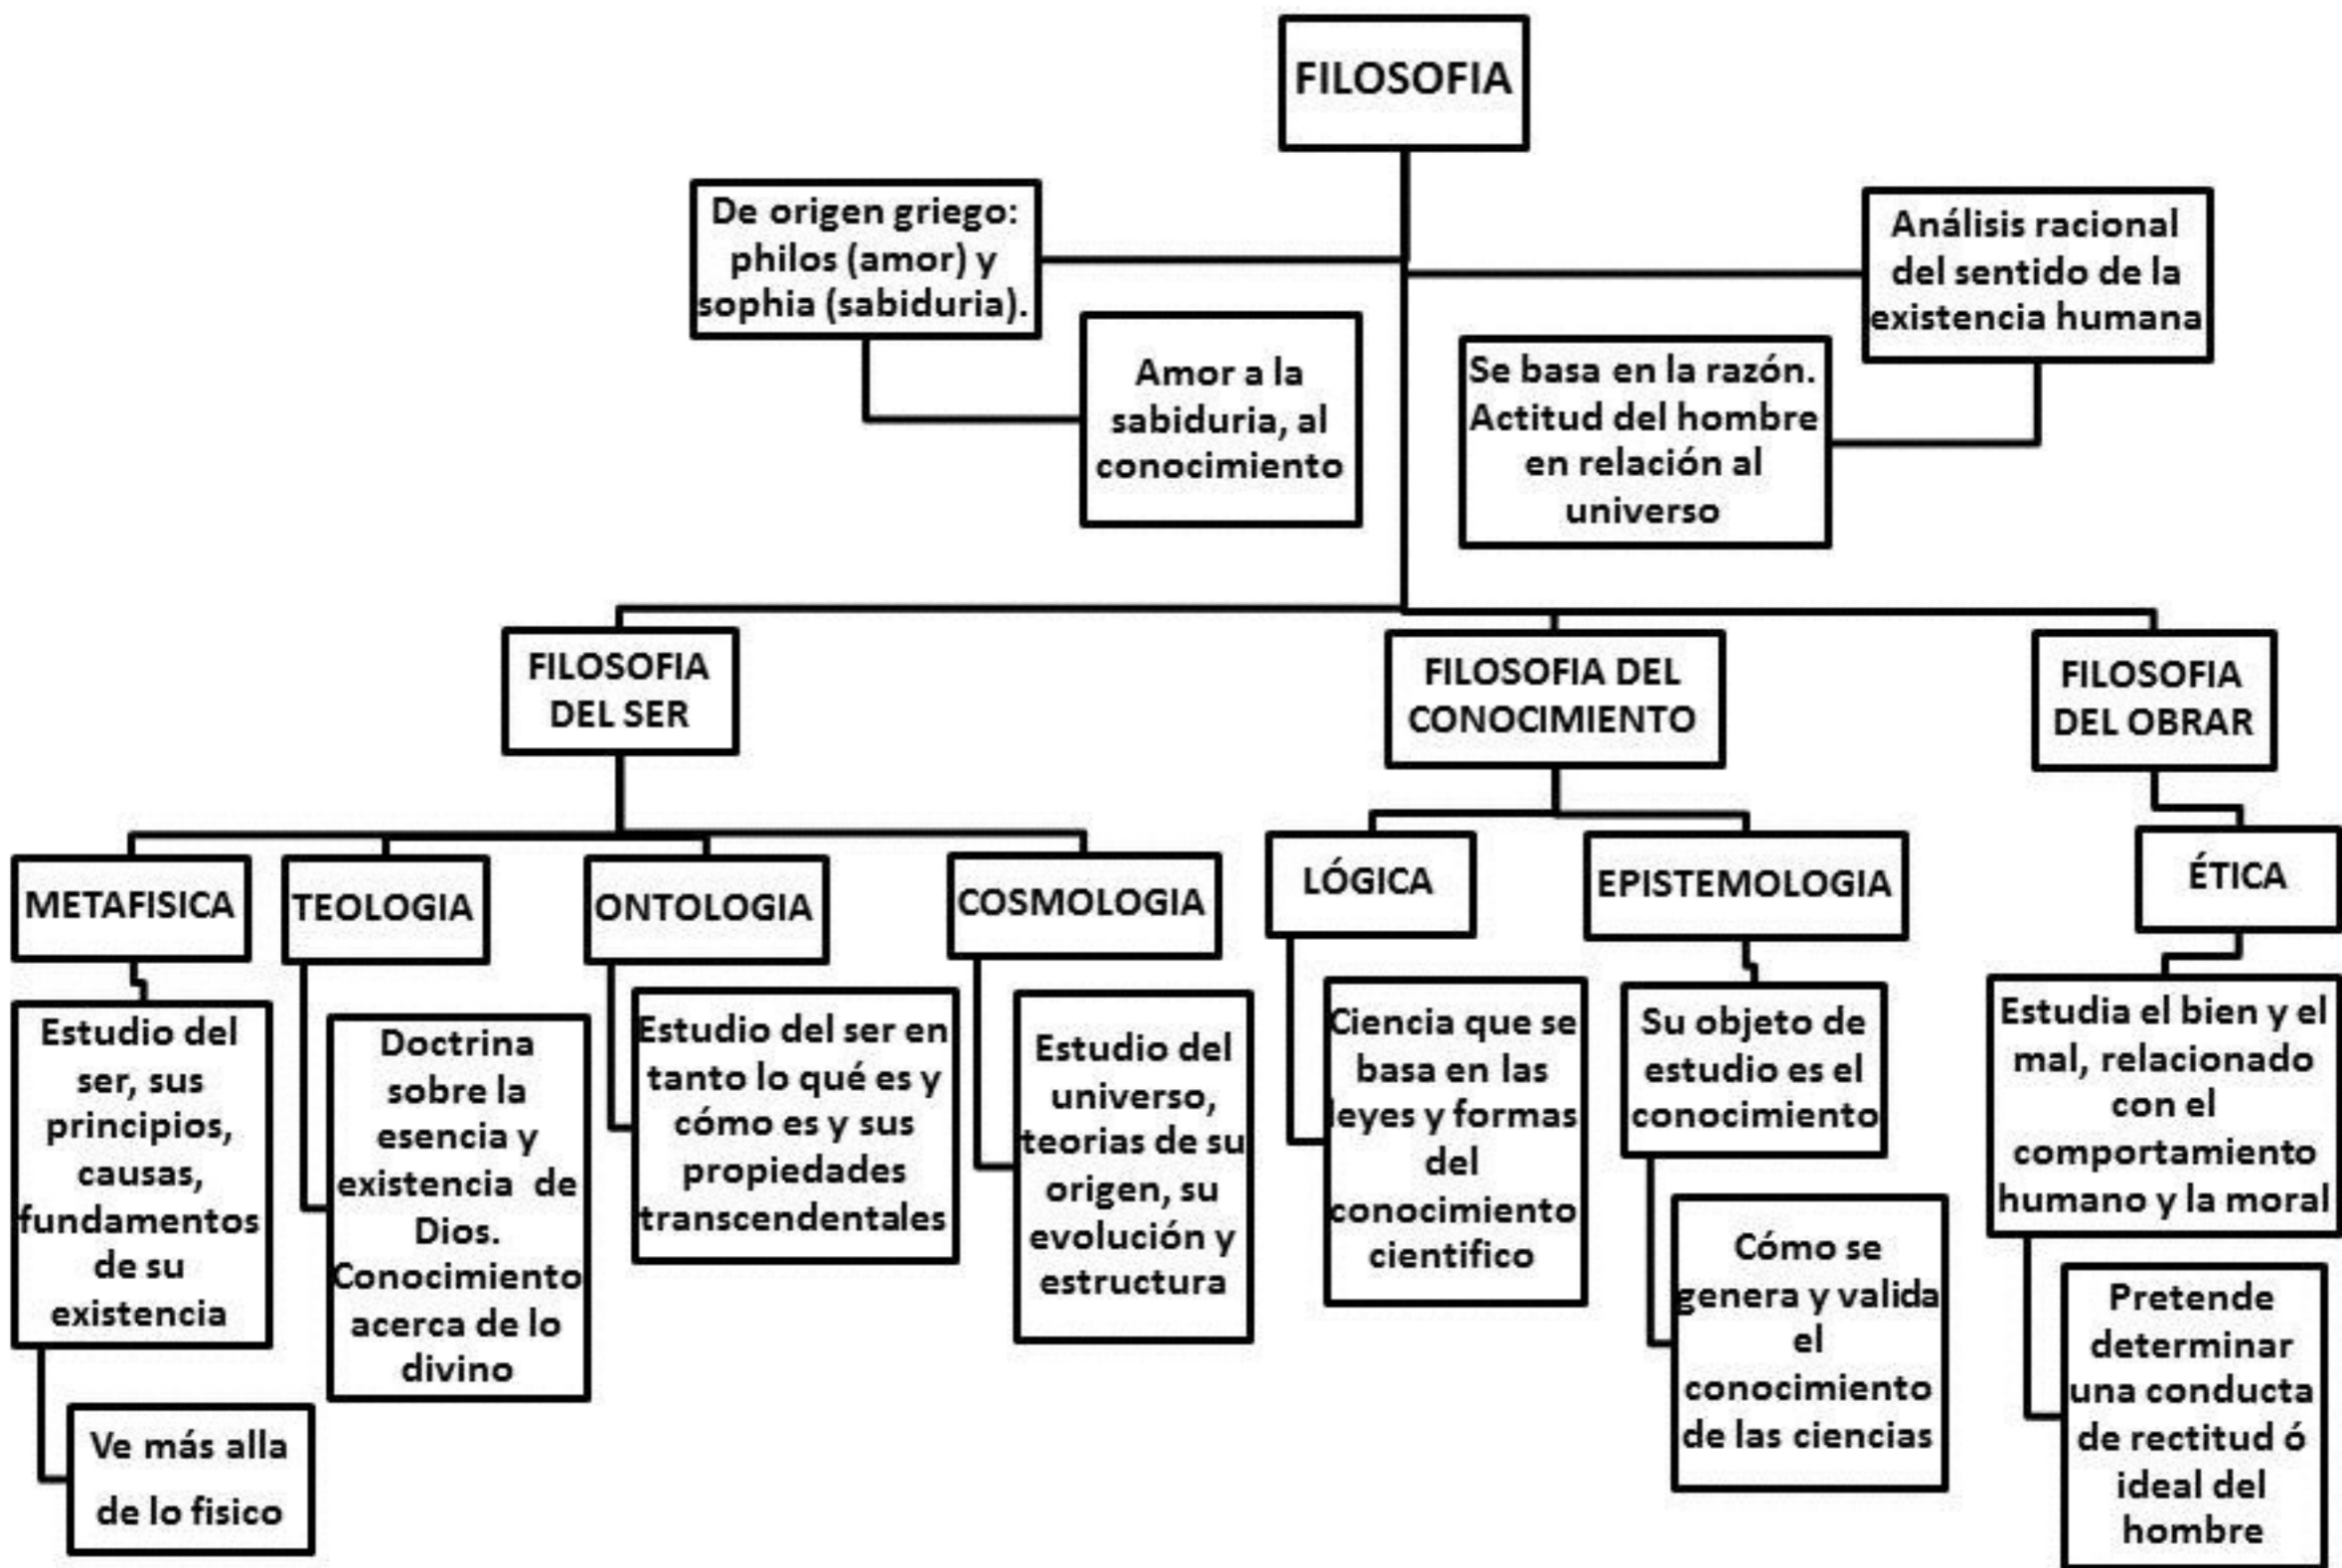 FILOSOFIA
De origen griego:
philos (amor) y
sophia (sabiduria).
Amor a la
sabiduria, al
conocimiento
Análisis racional
del sentido de la
existencia humana
Se basa en la razón.
Actitud del hombre
en relación al
universo
FILOSOFIA
DEL SER
FILOSOFIA DEL
CONOCIMIENTO
FILOSOFIA
DEL OBRAR
METAFISICA
TEOLOGIA
ONTOLOGIA
COSMOLOGIA
LÓGICA
EPISTEMOLOGIA
ÉTICA
Estudio del
ser, sus
principios,
causas,
fundamentos
de su
existencia
Ve más alla
de lo fisico
Doctrina
sobre la
esencia y
existencia de
Dios.
Conocimiento
acerca de lo
divino
Estudio del ser en
tanto lo qué es y
cómo es y sus
propiedades
transcendentales
Estudio del
universo,
teorias de su
origen, su
evolución y
estructura
Ciencia que se
basa en las
leyes y formas
del
conocimiento
cientifico
Su objeto de
estudio es el
conocimiento
Cómo se
genera y valida
el
conocimiento
de las ciencias
Estudia el bien y el
mal, relacionado
con el
comportamiento
humano y la moral
Pretende
determinar
una conducta
de rectitud ó
ideal del
hombre